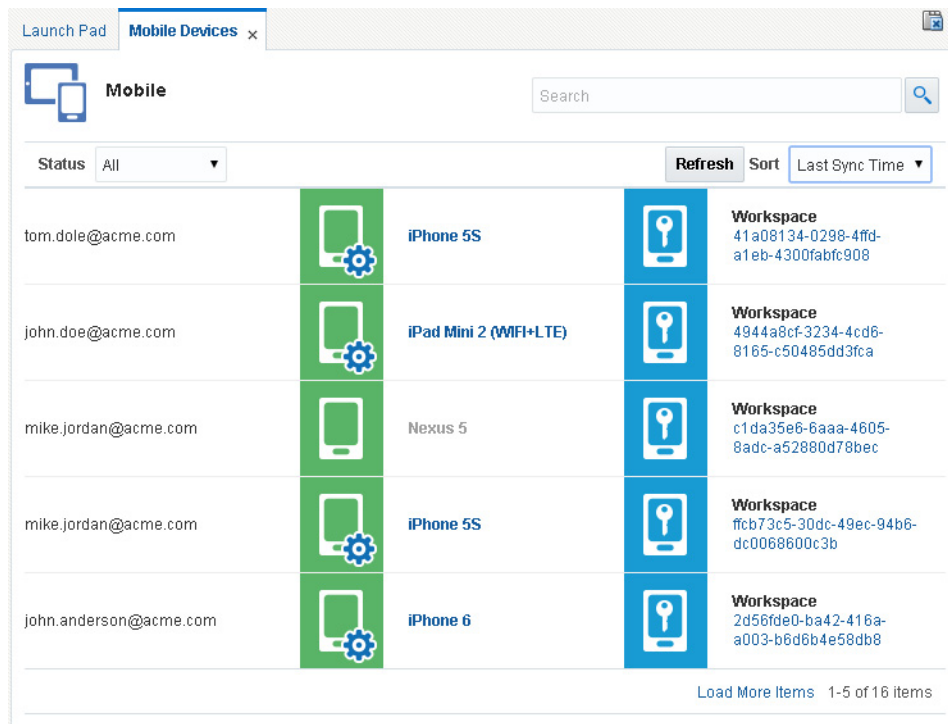 Launch Pad Mobile Devices x
Mobile
Search
Status All Refresh Sort Last Sync Time
tom.dole@acme.com iPhone 5S Workspace
41a08134-0298-4ffd-
a1eb-4300fabfc908
john.doe@acme.com iPad Mini 2 (WIFI+LTE) Workspace
4944a8cf-3234-4cd6-
8165-c50485dd3fca
mike.jordan@acme.com Nexus 5 Workspace
c1da35e6-6aaa-4605-
8adc-a52880d78bec
mike.jordan@acme.com iPhone 5S Workspace
ffcb73c5-30dc-49ec-94b6-
dc0068600c3b
john.anderson@acme.com iPhone 6 Workspace
2d56fde0-ba42-416a-
a003-b6d6b4e58db8
Load More Items 1-5 of 16 items